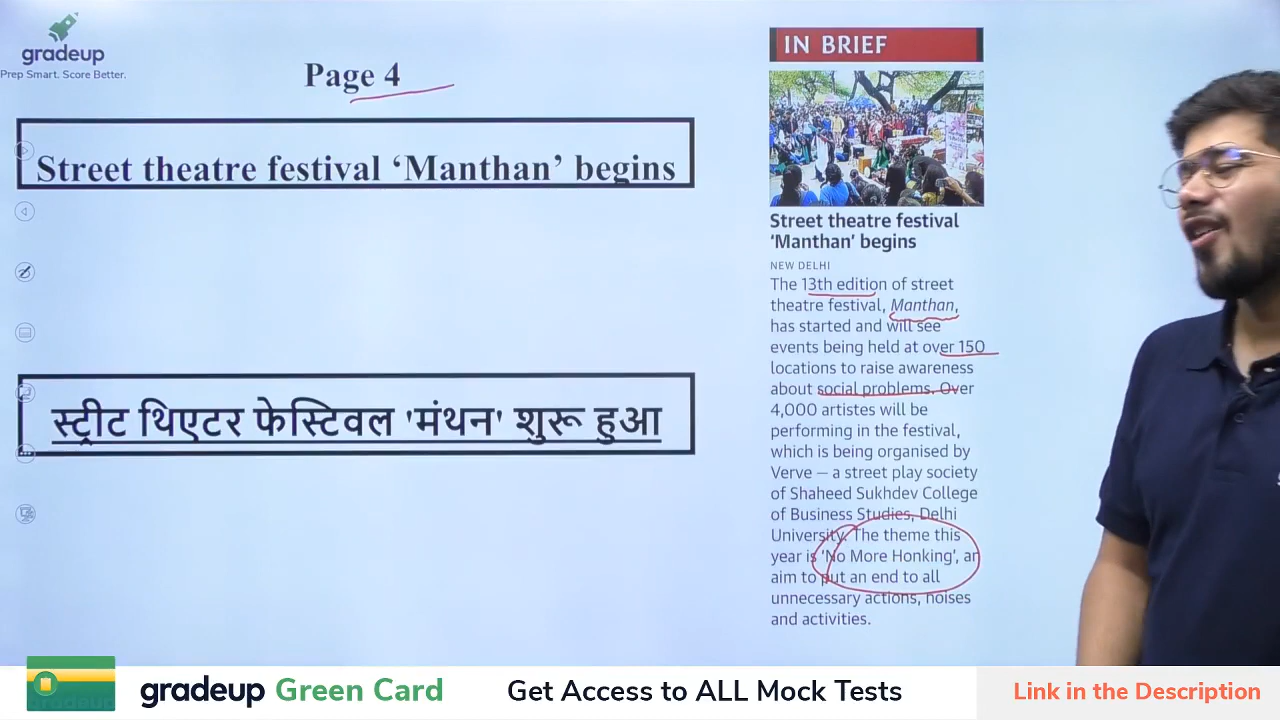 gradeup
Prep Smart. Score Better.
Page 4
Street theatre festival ‘Manthan’ begins
स्ट्रीट थिएटर फेस्टिवल 'मंथन' शुरू हुआ
IN BRIEF
Street theatre festival
‘Manthan’ begins
NEW DELHI
The 13th edition of street
theatre festival, Manthan,
has started and will see
events being held at over 150
locations to raise awareness
about social problems. Over
4,000 artistes will be
performing in the festival,
which is being organised by
Verve — a street play society
of Shaheed Sukhdev College
of Business Studies, Delhi
University. The theme this
year is ‘No More Honking’, an
aim to put an end to all
unnecessary actions, noises
and activities.
gradeup
gradeup Green Card
Get Access to ALL Mock Tests
Link in the Description